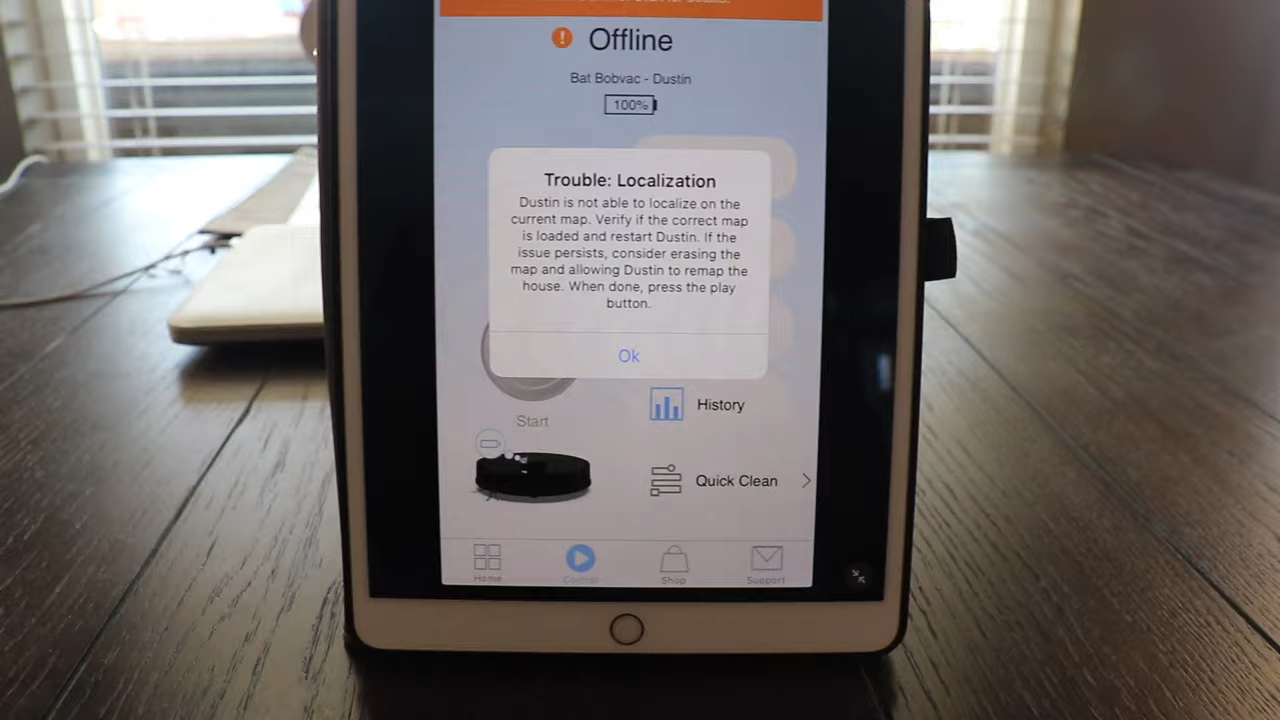 Offline
Bat Bobvac - Dustin
100%
Trouble: Localization
Dustin is not able to localize on the
current map. Verify if the correct map
is loaded and restart Dustin. If the
issue persists, consider erasing the
map and allowing Dustin to remap the
house. When done, press the play
button.
Ok
Start
History
Quick Clean
Home
Control
Shop
Support